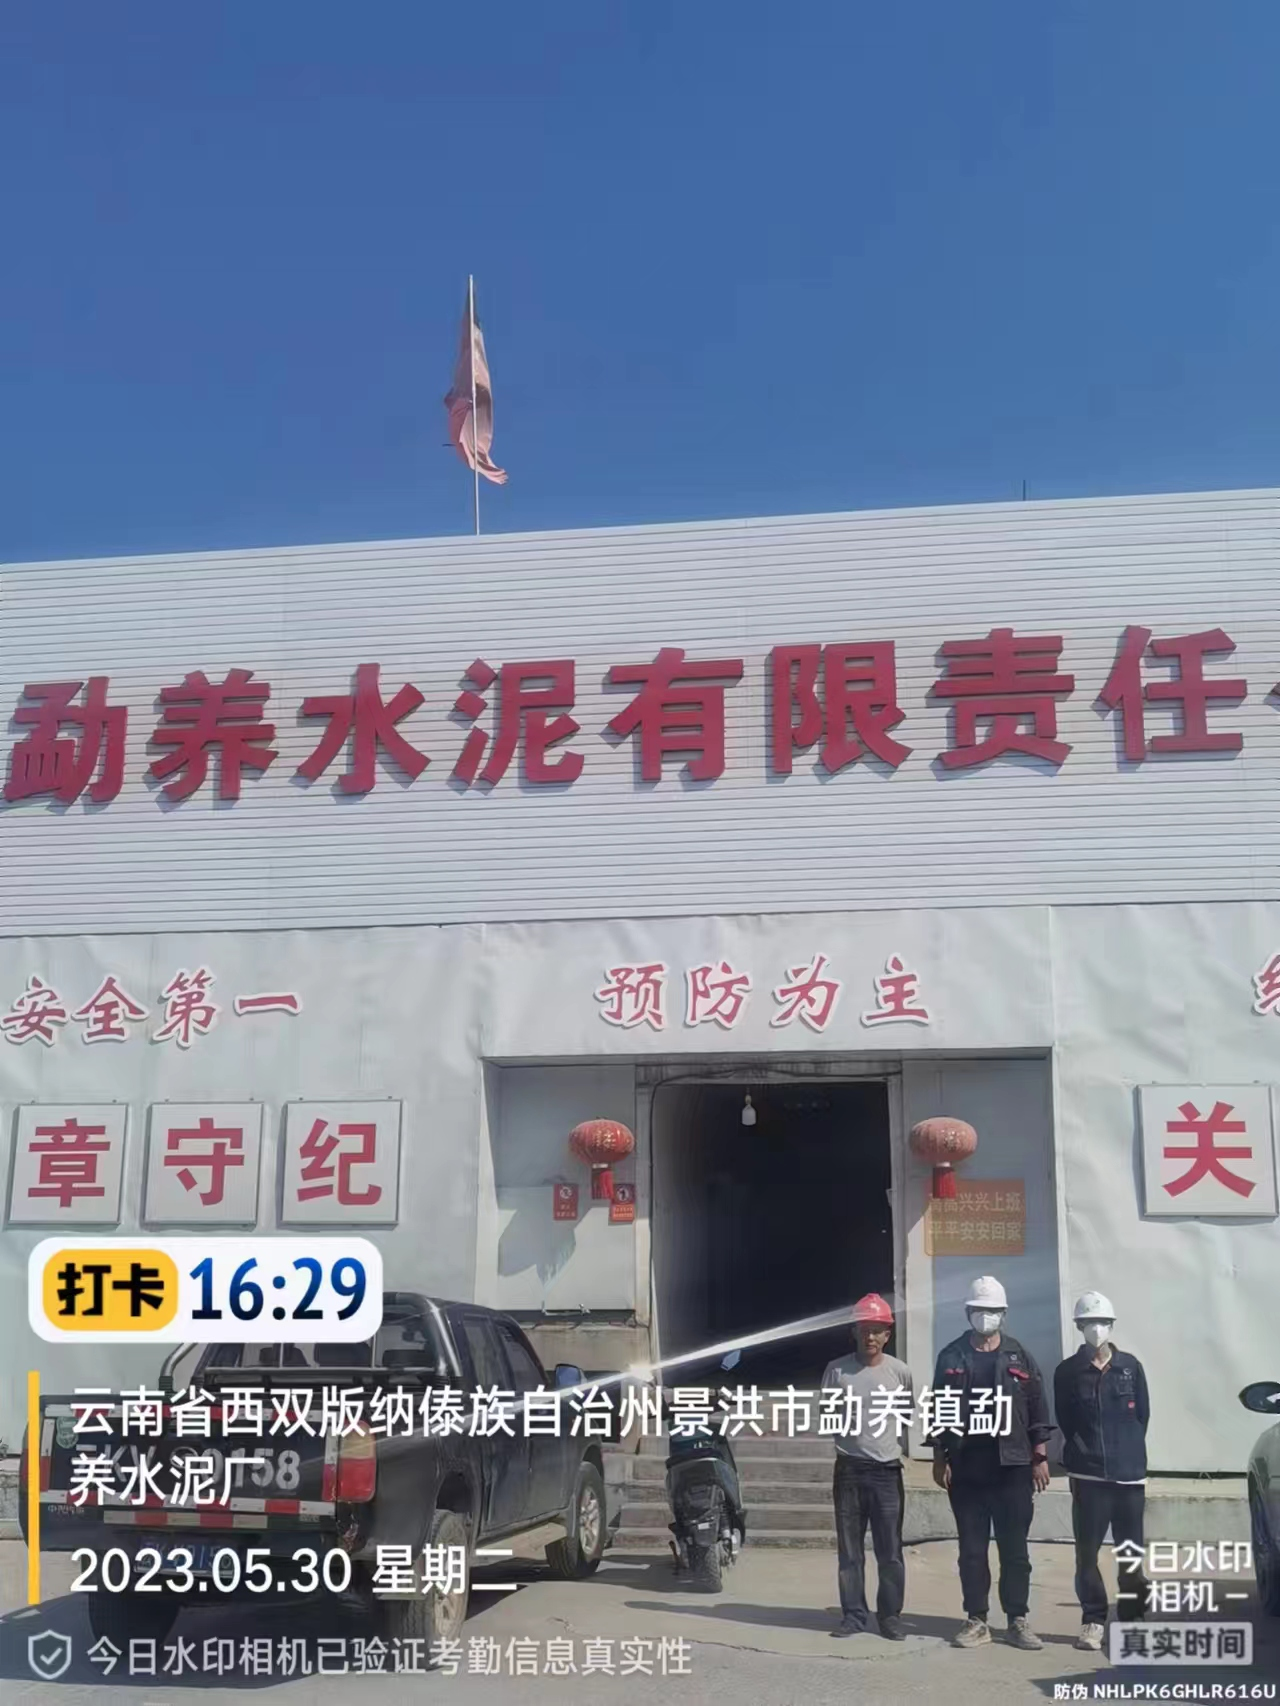 勐养水泥有限责任
安全第一
预防为主
章守纪
关
高高兴兴上班
平平安安回家
打卡 16:29
云南省西双版纳傣族自治州景洪市勐养镇勐
养水泥厂
2023.05.30 星期二
今日水印相机已验证考勤信息真实性
今日水印
-相机-
真实时间
防伪 NHLPK6GHLR616U